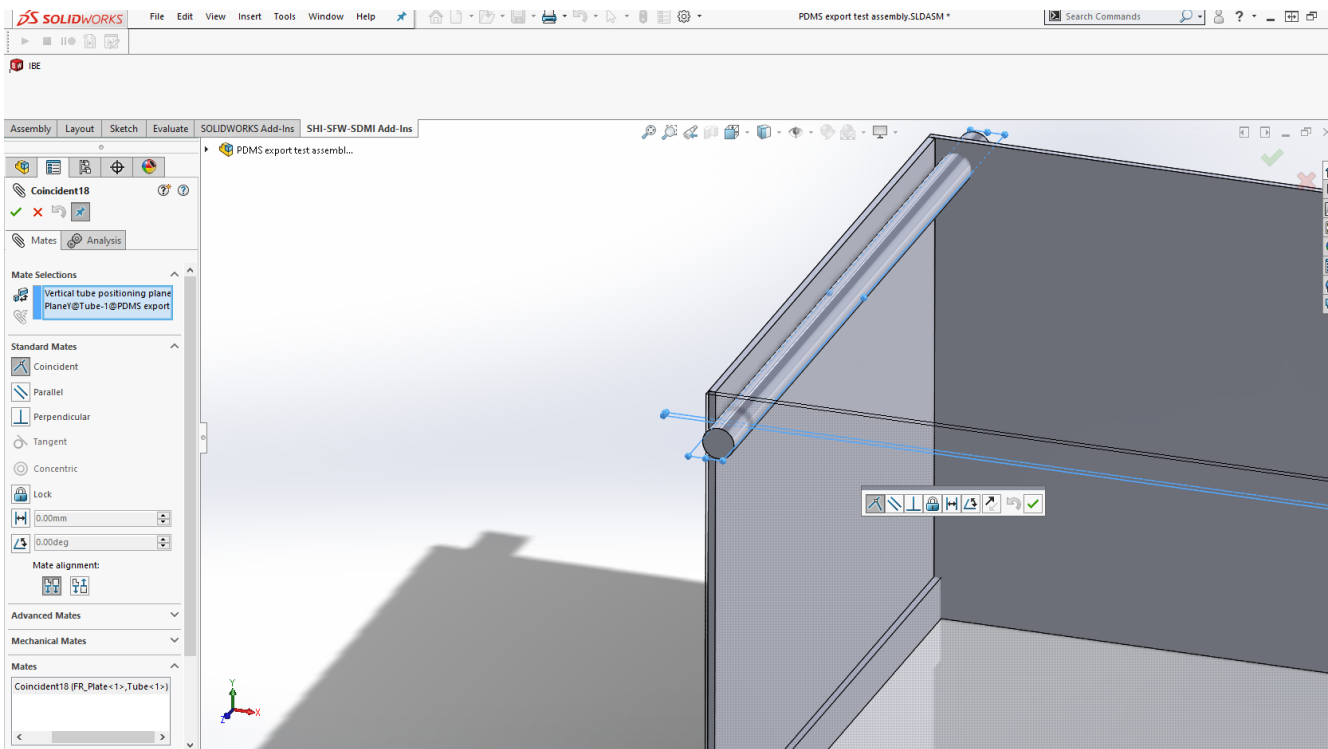 SOLIDWORKS File Edit View Insert Tools Window Help PDMS export test assembly.SLDASM * Search Commands ?
IBE
Assembly Layout Sketch Evaluate SOLIDWORKS Add-Ins SHI-SFW-SDMI Add-Ins
PDMS export test assembl...
Coincident18
Mates Analysis
Mate Selections
Vertical tube positioning plane
PlaneY@Tube-1@PDMS export
Standard Mates
Coincident
Parallel
Perpendicular
Tangent
Concentric
Lock
0.00mm
0.00deg
Mate alignment:
Advanced Mates
Mechanical Mates
Mates
Coincident18 (FR_Plate<1>,Tube<1>)
Y
Z X